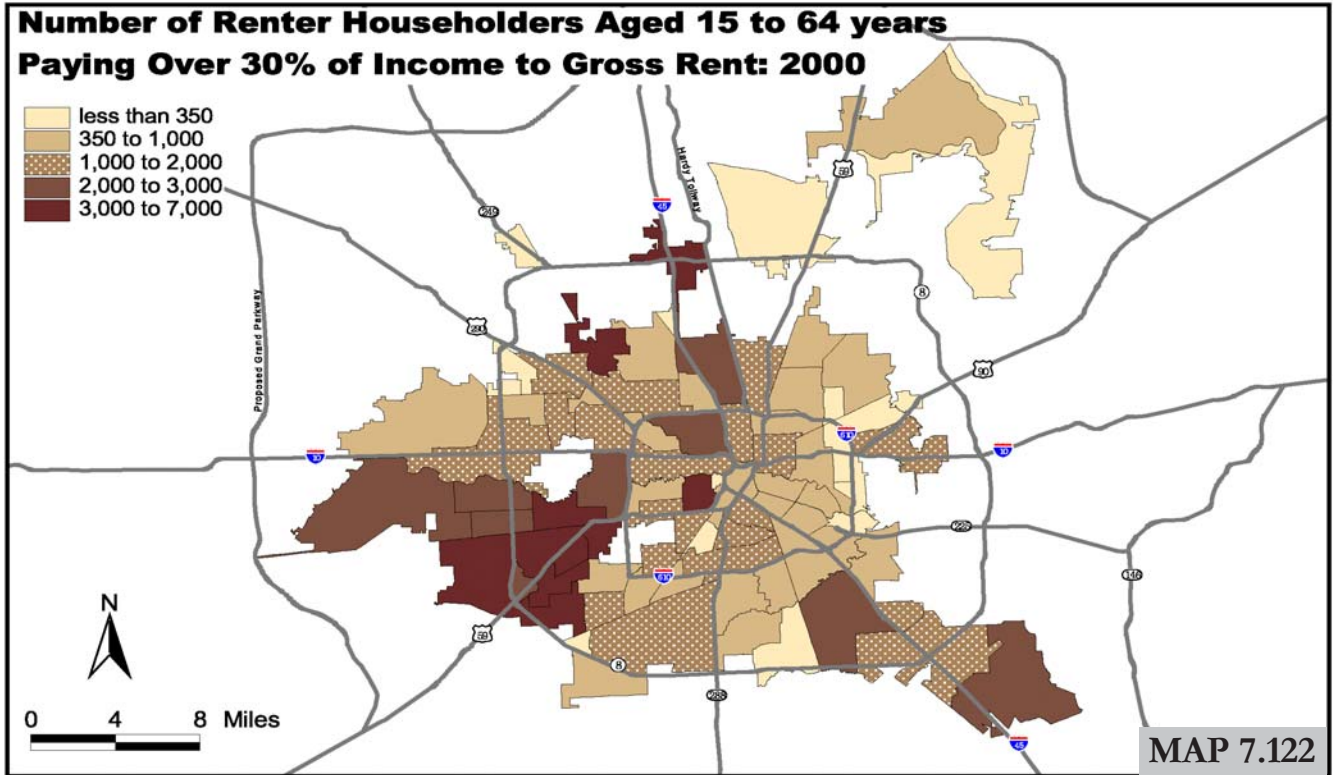 Number of Renter Householders Aged 15 to 64 years
Paying Over 30% of Income to Gross Rent: 2000
less than 350
350 to 1,000
1,000 to 2,000
2,000 to 3,000
3,000 to 7,000
Hardy Tollway
59
45
249
8
290
Proposed Grand Parkway
90
610
10
10
225
146
610
N
59
8
288
0 4 8 Miles
45
MAP 7.122